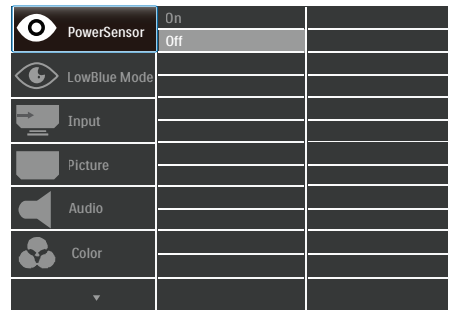 PowerSensor
On
Off
LowBlue Mode
Input
Picture
Audio
Color